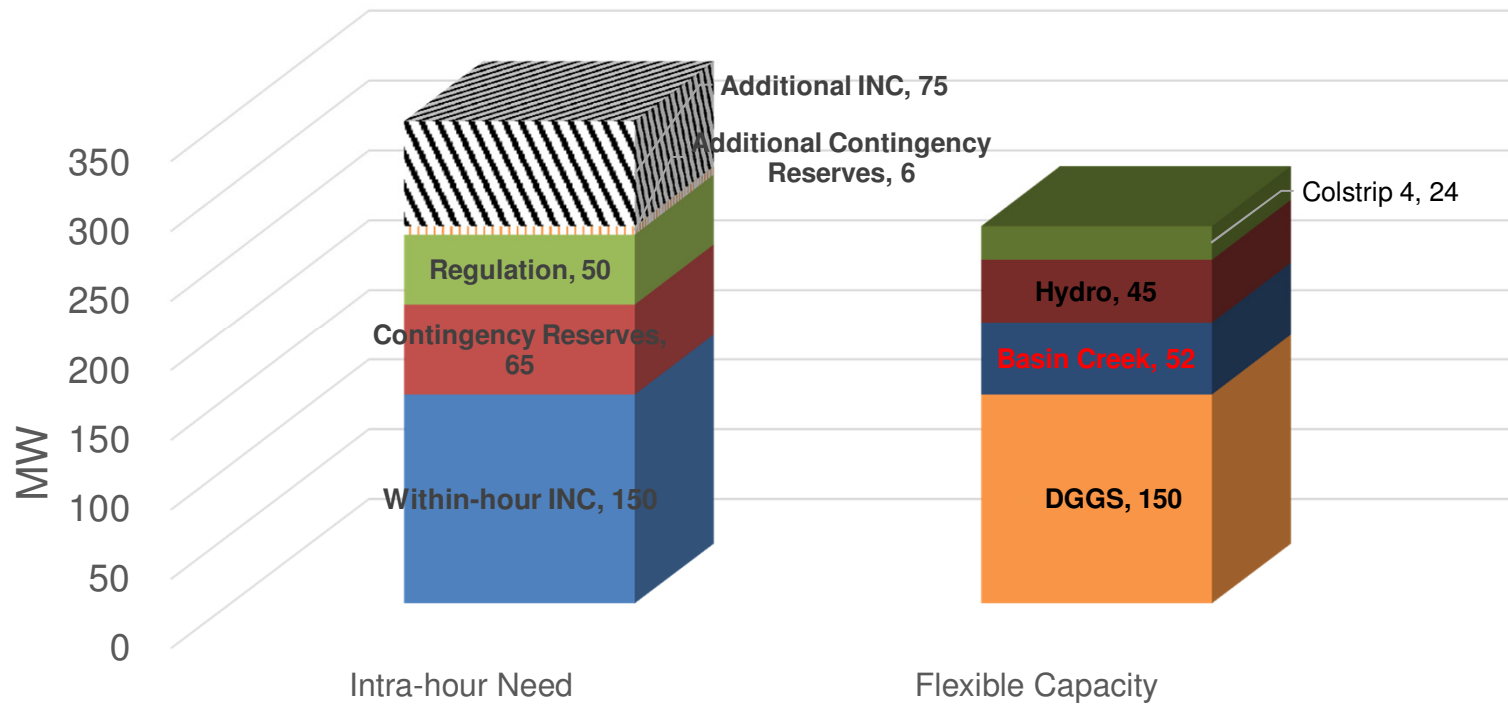 Additional INC, 75
Additional Contingency
Reserves, 6
350
Colstrip 4, 24
300
Regulation, 50
250
Hydro, 45
Contingency Reserves,
65
200
Basin Creek, 52
150
MW
100
Within-hour INC, 150
DGGS, 150
50
0
Intra-hour Need
Flexible Capacity